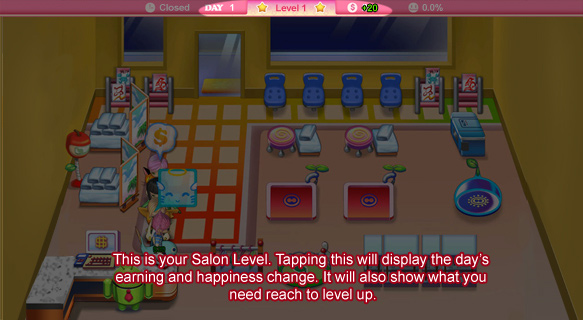 Closed DAY 1 Level 1 $ +20 0.0%
$
This is your Salon Level. Tapping this will display the day's
earning and happiness change. It will also show what you
need reach to level up.